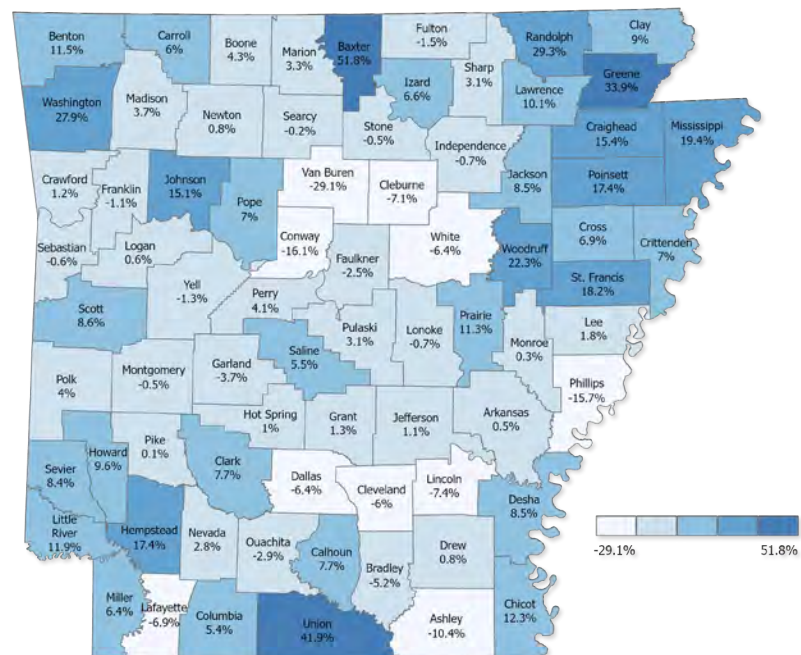 Benton
11.5%
Carroll
6%
Boone
4.3%
Marion
3.3%
Baxter
51.8%
Fulton
-1.5%
Randolph
29.3%
Clay
9%
Washington
27.9%
Madison
3.7%
Newton
0.8%
Searcy
-0.2%
Stone
-0.5%
Izard
6.6%
Sharp
3.1%
Lawrence
10.1%
Greene
33.9%
Independence
-0.7%
Craighead
15.4%
Mississippi
19.4%
Crawford
1.2%
Franklin
-1.1%
Johnson
15.1%
Pope
7%
Van Buren
-29.1%
Cleburne
-7.1%
Jackson
8.5%
Poinsett
17.4%
Sebastian
-0.6%
Logan
0.6%
Conway
-16.1%
Faulkner
-2.5%
White
-6.4%
Woodruff
22.3%
Cross
6.9%
Crittenden
7%
Scott
8.6%
Yell
-1.3%
Perry
4.1%
Pulaski
3.1%
Lonoke
-0.7%
Prairie
11.3%
Monroe
0.3%
St. Francis
18.2%
Lee
1.8%
Polk
4%
Montgomery
-0.5%
Garland
-3.7%
Saline
5.5%
Phillips
-15.7%
Hot Spring
1%
Grant
1.3%
Jefferson
1.1%
Arkansas
0.5%
Sevier
8.4%
Howard
9.6%
Pike
0.1%
Clark
7.7%
Dallas
-6.4%
Cleveland
-6%
Lincoln
-7.4%
Desha
8.5%
Little
River
11.9%
Hempstead
17.4%
Nevada
2.8%
Ouachita
-2.9%
Calhoun
7.7%
Bradley
-5.2%
Drew
0.8%
Miller
6.4%
Lafayette
-6.9%
Columbia
5.4%
Union
41.9%
Ashley
-10.4%
Chicot
12.3%
-29.1%
51.8%